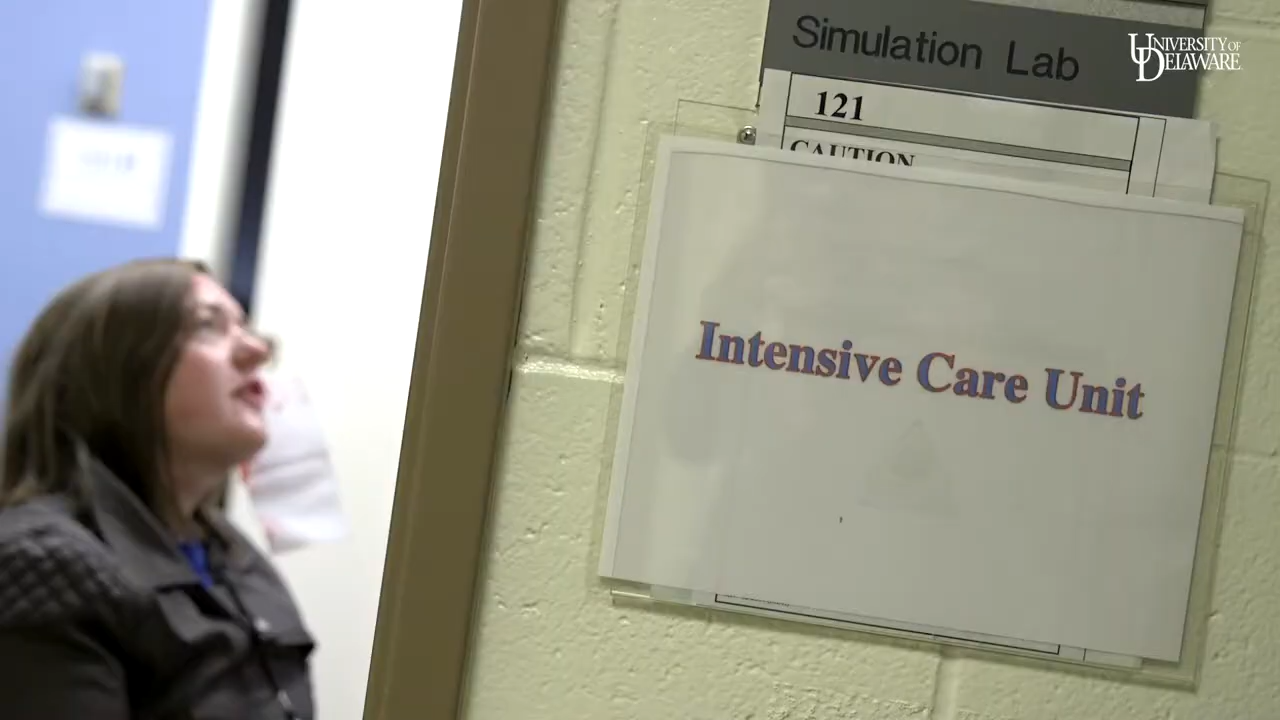 Simulation Lab
UNIVERSITY OF
DELAWARE
121
CAUTION
Intensive Care Unit